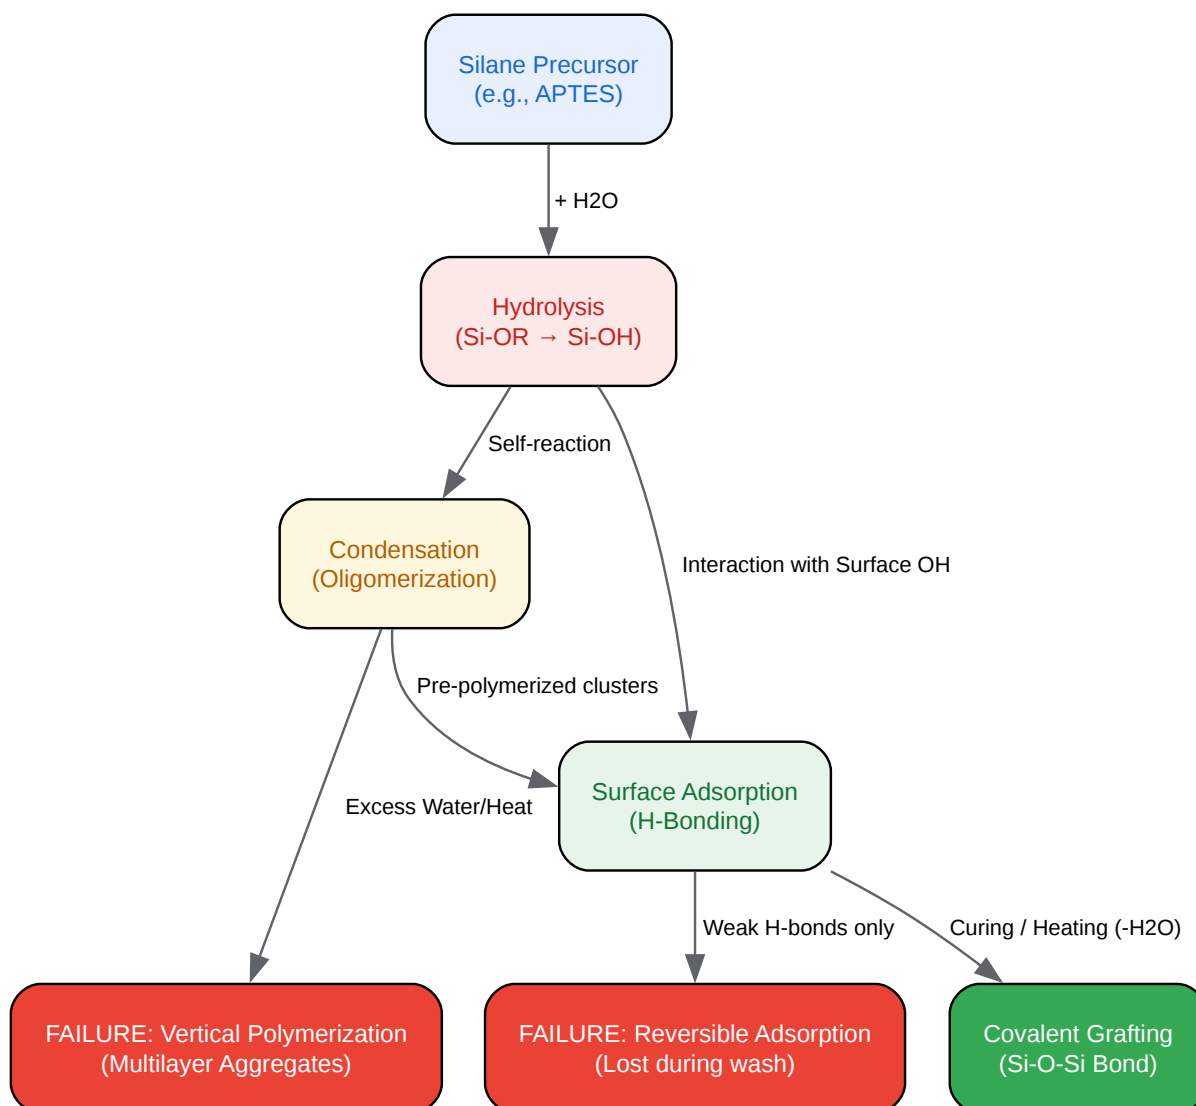 Silane Precursor
(e.g., APTES)
+ H2O
Hydrolysis
(Si-OR → Si-OH)
Self-reaction
Condensation
(Oligomerization)
Interaction with Surface OH
Pre-polymerized clusters
Surface Adsorption
(H-Bonding)
Excess Water/Heat
Weak H-bonds only
Curing / Heating (-H2O)
FAILURE: Vertical Polymerization
(Multilayer Aggregates)
FAILURE: Reversible Adsorption
(Lost during wash)
Covalent Grafting
(Si-O-Si Bond)